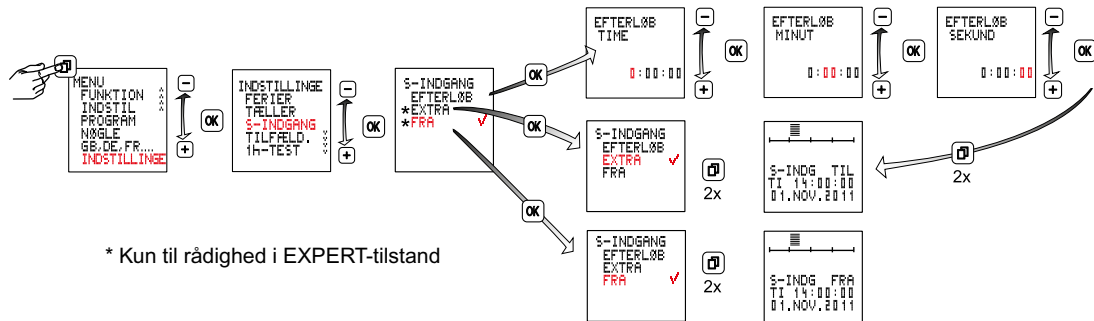 MENU
FUNKTION
INDSTIL
PROGRAM
NØGLE
GB,DE,FR....
INDSTILLINGE
OK
INDSTILLINGE
FERIER
TÆLLER
S-INDGANG
TILFÆLD.
1h-TEST
OK
S-INDGANG
EFTERLØB
*EXTRA
*FRA ✓
OK
OK
OK
EFTERLØB
TIME
0:00:00
OK
EFTERLØB
MINUT
0:00:00
OK
EFTERLØB
SEKUND
0:00:00
OK
S-INDGANG
EFTERLØB
EXTRA ✓
FRA
2x
S-INDG TIL
TI 14:00:00
01.NOV.2011
2x
S-INDGANG
EFTERLØB
EXTRA
FRA ✓
2x
S-INDG FRA
TI 14:00:00
01.NOV.2011
* Kun til rådighed i EXPERT-tilstand